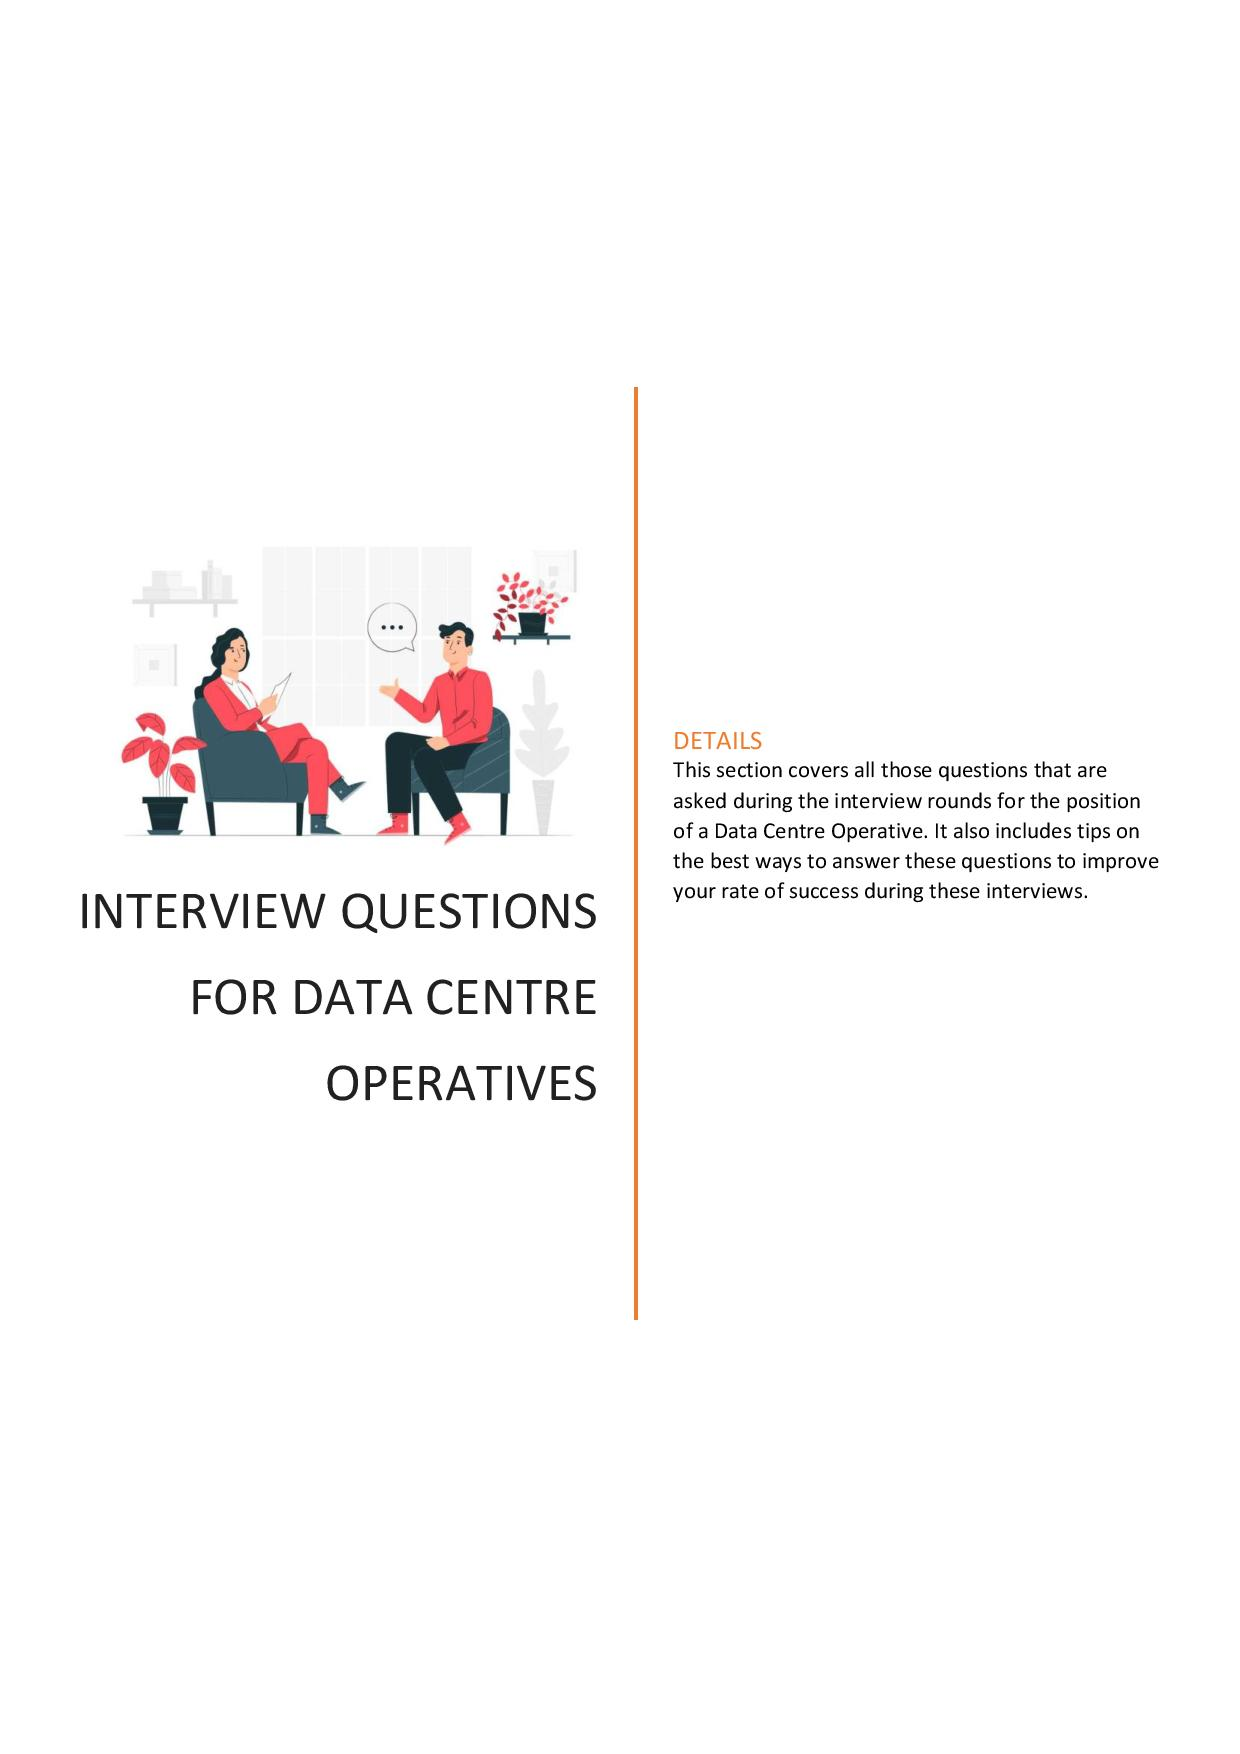 INTERVIEW QUESTIONS
FOR DATA CENTRE
OPERATIVES
DETAILS
This section covers all those questions that are
asked during the interview rounds for the position
of a Data Centre Operative. It also includes tips on
the best ways to answer these questions to improve
your rate of success during these interviews.